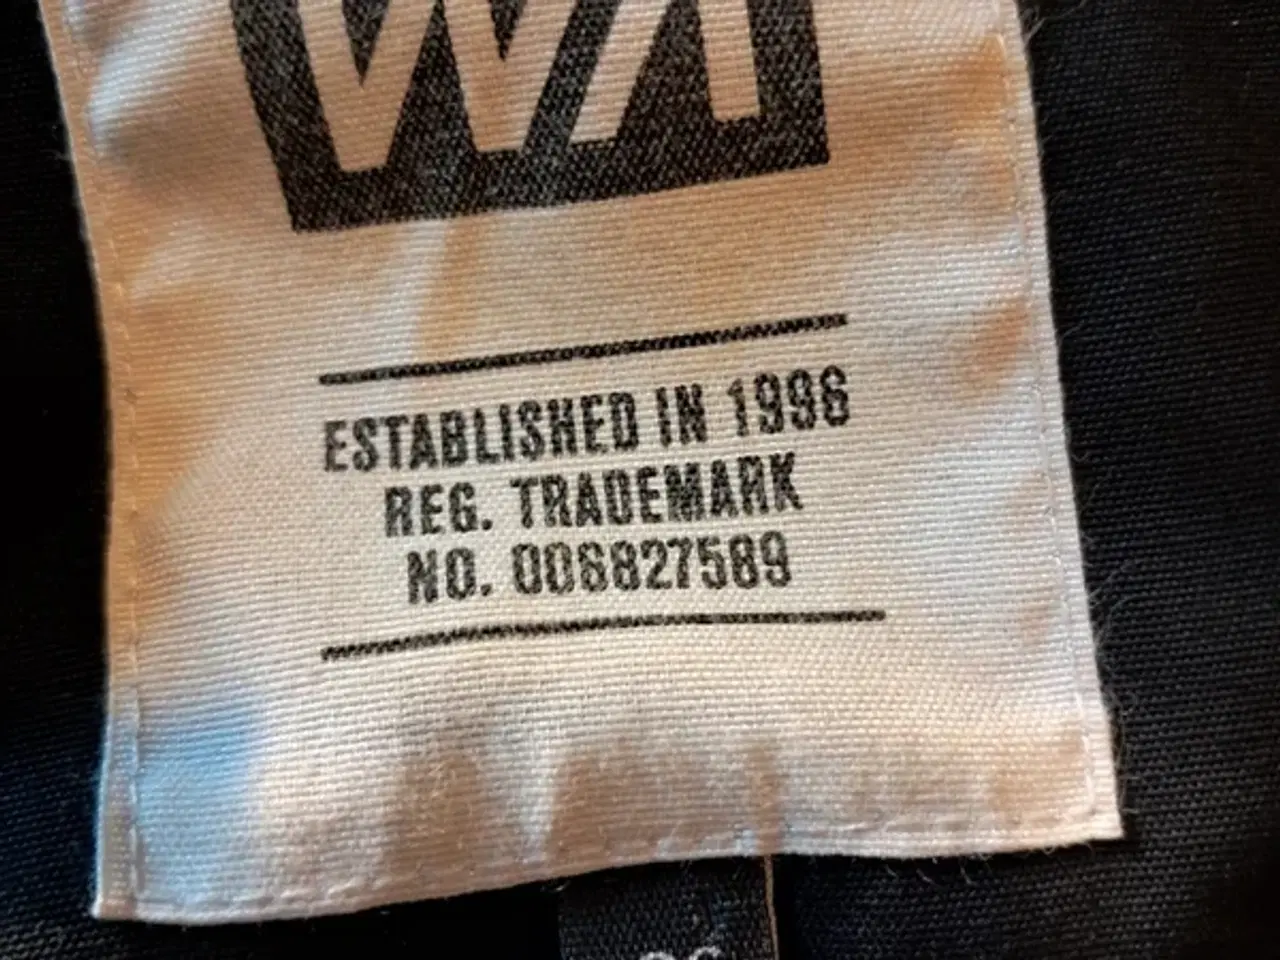 ESTABLISHED IN 1996
REG. TRADEMARK
NO. 006827589